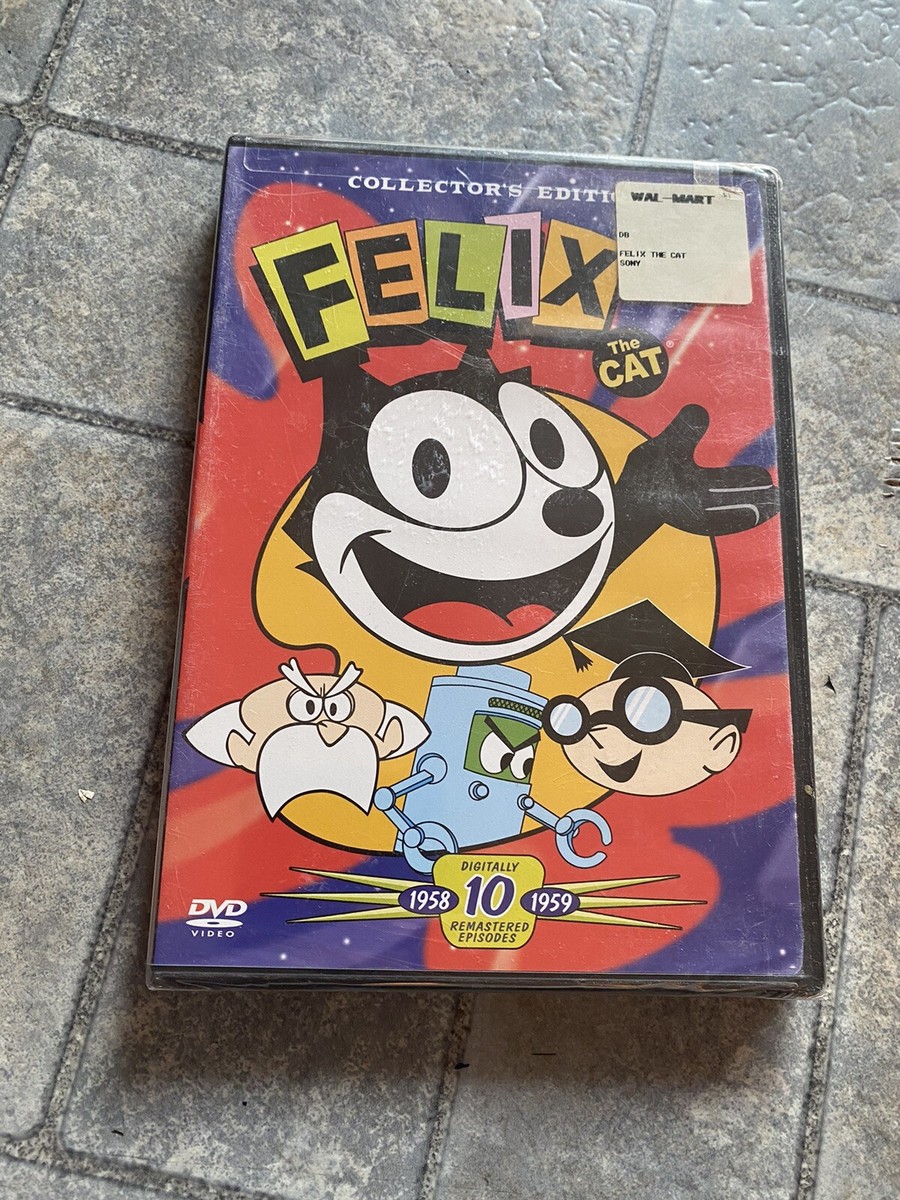 COLLECTOR'S EDITIO
WAL-MART
DB
FELIX THE CAT
SONY
FELIX
The
CAT®
DIGITALLY
1958 10 1959
REMASTERED
EPISODES
DVD
VIDEO